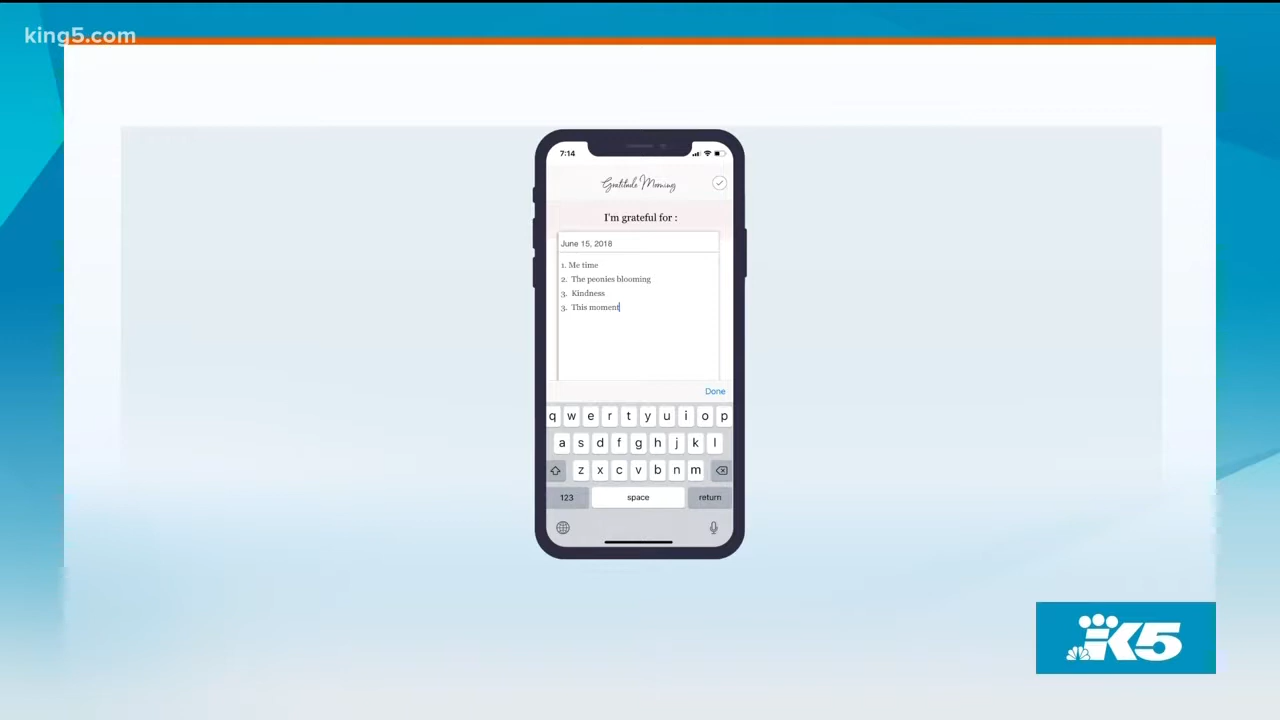 king5.com
7:14
Gratitude Morning
I'm grateful for :
June 15, 2018
1. Me time
2. The peonies blooming
3. Kindness
3. This moment
Done
q w e r t y u i o p
a s d f g h j k l
z x c v b n m
123 space return
K5